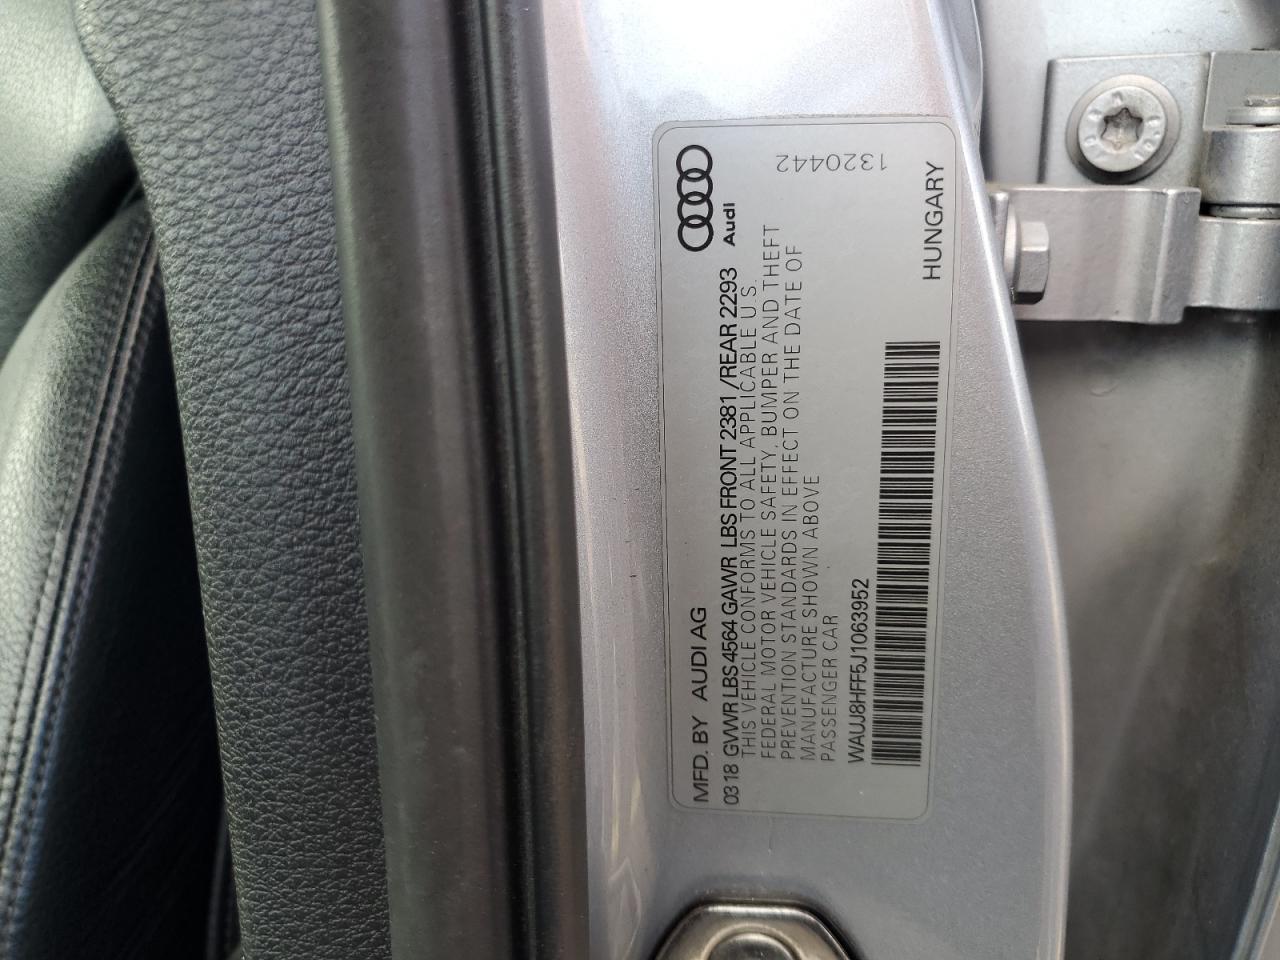 MFD. BY AUDI AG
Audi
0318 GVWR LBS 4564 GAWR LBS FRONT 2381/REAR 2293
THIS VEHICLE CONFORMS TO ALL APPLICABLE U.S.
FEDERAL MOTOR VEHICLE SAFETY, BUMPER AND THEFT
PREVENTION STANDARDS IN EFFECT ON THE DATE OF
MANUFACTURE SHOWN ABOVE
PASSENGER CAR
1320442
WAUJ8HFF5J1063952
HUNGARY